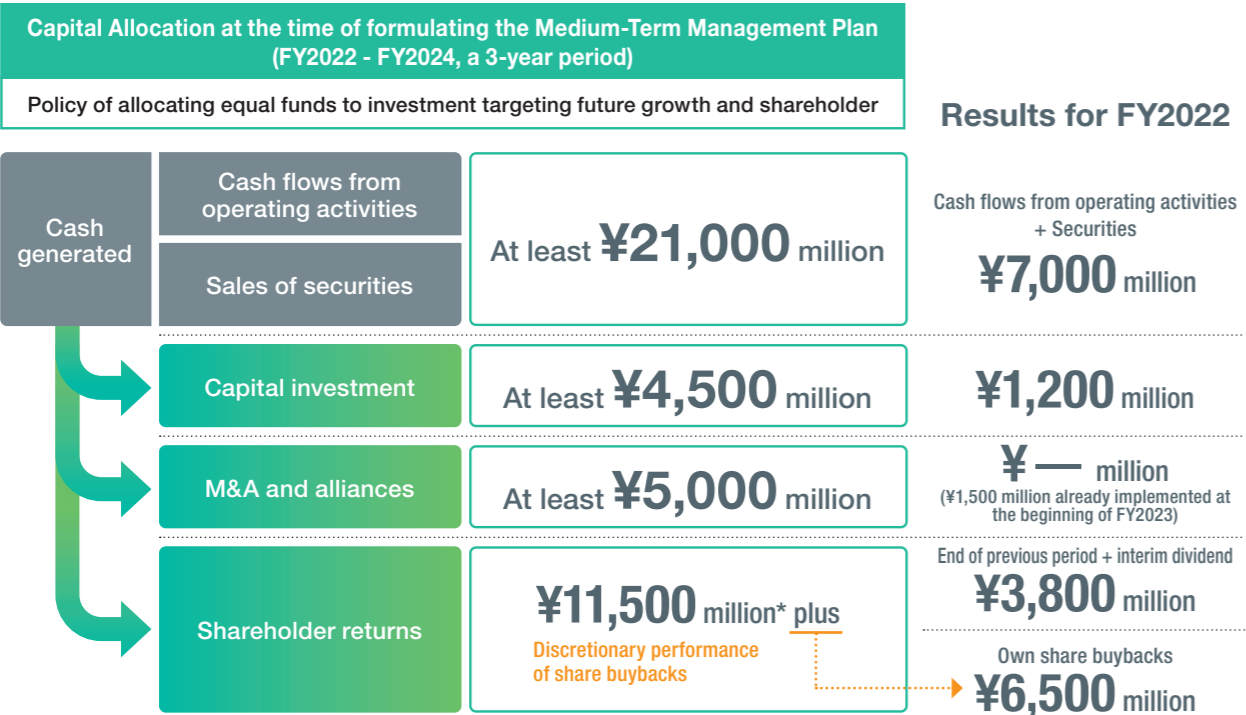 Capital Allocation at the time of formulating the Medium-Term Management Plan
(FY2022 - FY2024, a 3-year period)
Policy of allocating equal funds to investment targeting future growth and shareholder
Results for FY2022
Cash
generated
Cash flows from
operating activities
Sales of securities
At least ¥21,000 million
Cash flows from operating activities
+ Securities
¥7,000 million
Capital investment
At least ¥4,500 million
¥1,200 million
M&A and alliances
At least ¥5,000 million
¥ — million
(¥1,500 million already implemented at
the beginning of FY2023)
Shareholder returns
¥11,500 million* plus
Discretionary performance
of share buybacks
End of previous period + interim dividend
¥3,800 million
Own share buybacks
¥6,500 million